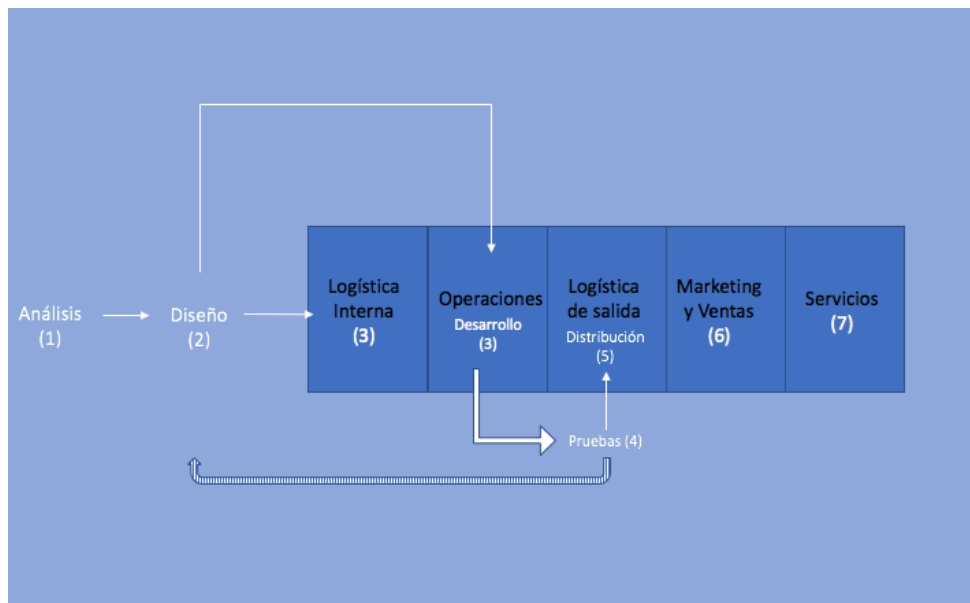 Análisis
(1)
Diseño
(2)
Logística
Interna
(3)
Operaciones
Desarrollo
(3)
Logística
de salida
Distribución
(5)
Marketing
y Ventas
(6)
Servicios
(7)
Pruebas (4)